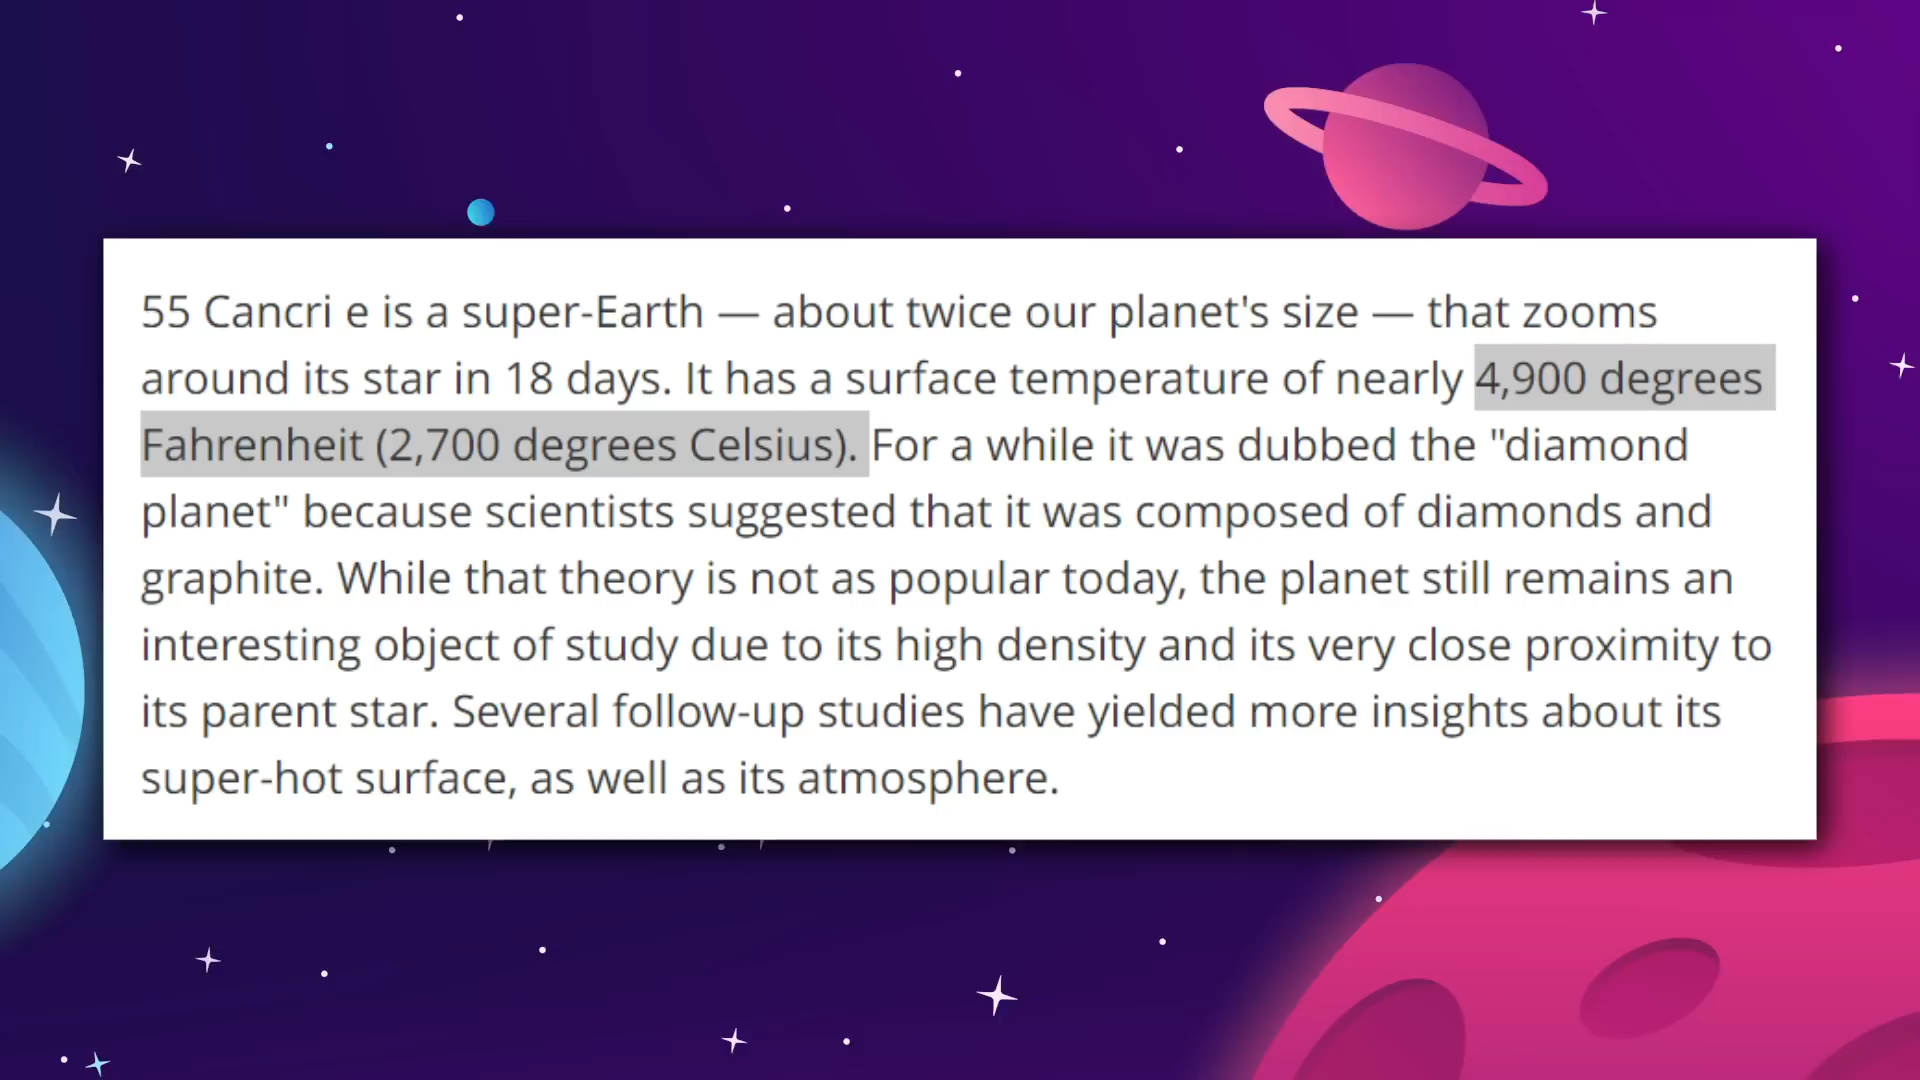 55 Cancri e is a super-Earth — about twice our planet's size — that zooms
around its star in 18 days. It has a surface temperature of nearly 4,900 degrees
Fahrenheit (2,700 degrees Celsius). For a while it was dubbed the "diamond
planet" because scientists suggested that it was composed of diamonds and
graphite. While that theory is not as popular today, the planet still remains an
interesting object of study due to its high density and its very close proximity to
its parent star. Several follow-up studies have yielded more insights about its
super-hot surface, as well as its atmosphere.